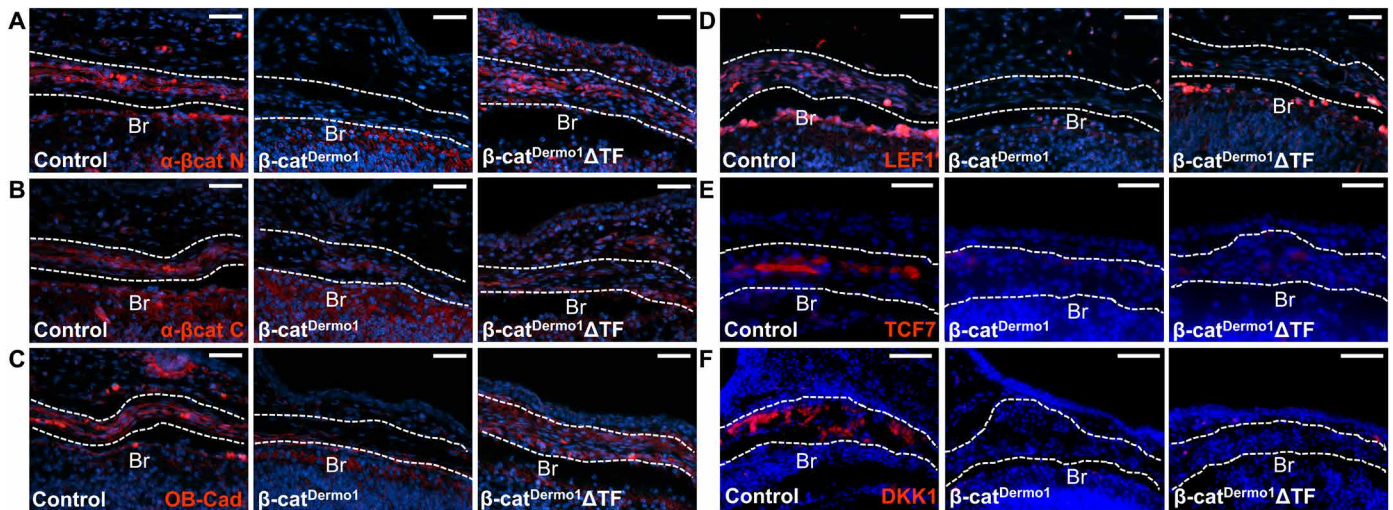 A
Br
Control
α-βcat N
Br
β-catDermo1
Br
β-catDermo1ΔTF
B
Br
Control
α-βcat C
Br
β-catDermo1
Br
β-catDermo1ΔTF
C
Br
Control
OB-Cad
Br
β-catDermo1
Br
β-catDermo1ΔTF
D
Br
Control
LEF1
Br
β-catDermo1
Br
β-catDermo1ΔTF
E
Br
Control
TCF7
Br
β-catDermo1
Br
β-catDermo1ΔTF
F
Br
Control
DKK1
Br
β-catDermo1
Br
β-catDermo1ΔTF